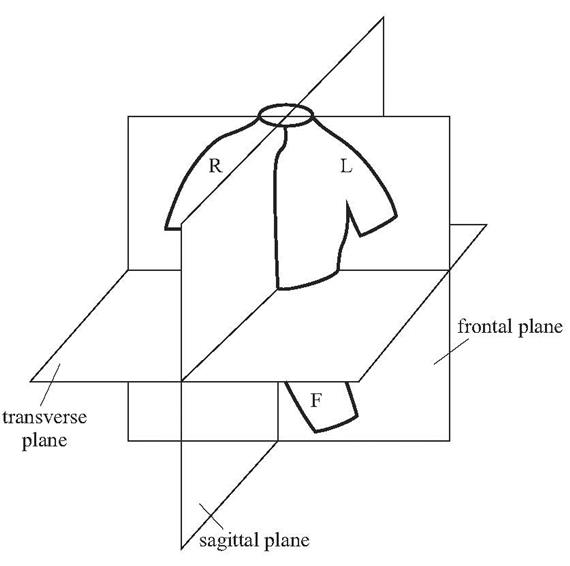 R
L
frontal plane
transverse
plane
F
sagittal plane